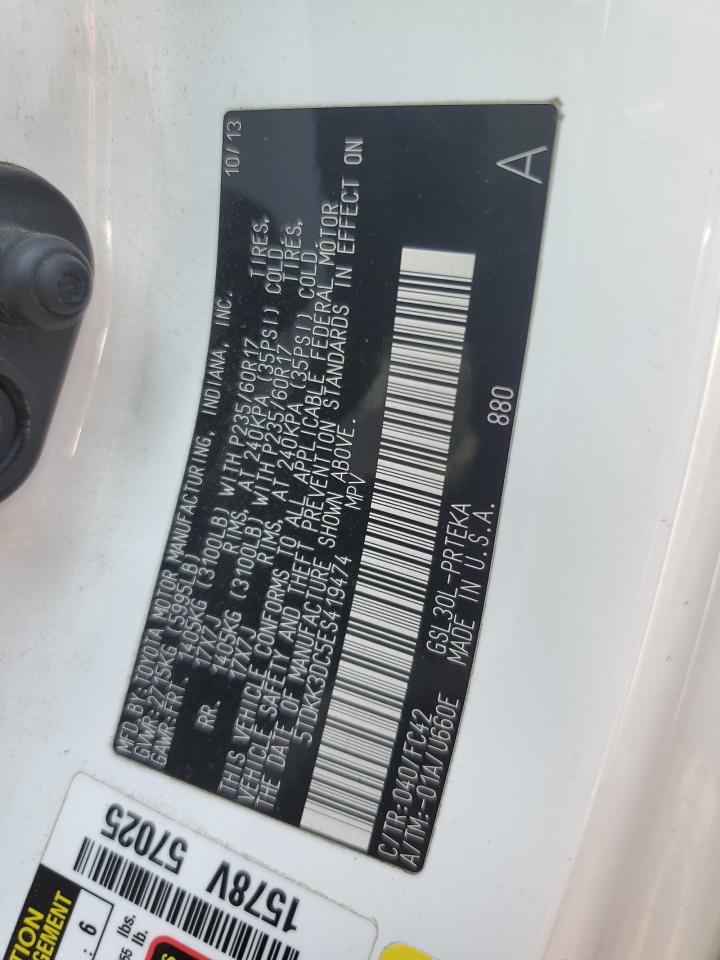 MFD BY:TOYOTA MOTOR MANUFACTURING, INDIANA, INC. 10/13
GVWR:2715KG (5995LB)
GAWR:FRT. 1405KG (3100LB) WITH P235/60R17 TIRES,
17X7J RIMS, AT 240KPA (35PSI) COLD.
RR. 1405KG (3100LB) WITH P235/60R17 TIRES,
17X7J RIMS, AT 240KPA (35PSI) COLD.
THIS VEHICLE CONFORMS TO ALL APPLICABLE FEDERAL MOTOR
VEHICLE SAFETY AND THEFT PREVENTION STANDARDS IN EFFECT ON
THE DATE OF MANUFACTURE SHOWN ABOVE.
5TDKK3DC5ES419474 MPV
C/TR:D40/FC42 GSL30L-PRTEKA 880
A/TM:-01A/U660E MADE IN U.S.A. A
1578V 57025
: 6
lbs.
lb.